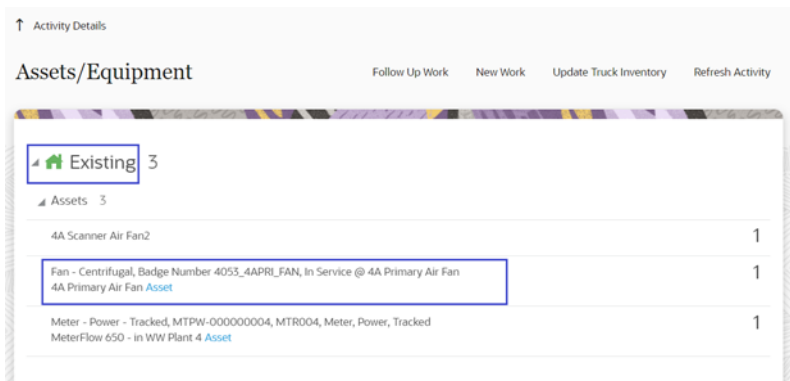 ↑ Activity Details
Assets/Equipment Follow Up Work New Work Update Truck Inventory Refresh Activity
Existing 3
Assets 3
4A Scanner Air Fan2 1
Fan - Centrifugal, Badge Number 4053_4APRI_FAN, In Service @ 4A Primary Air Fan 1
4A Primary Air Fan Asset
Meter - Power - Tracked, MTPW-000000004, MTR004, Meter, Power, Tracked 1
MeterFlow 650 - in WW Plant 4 Asset